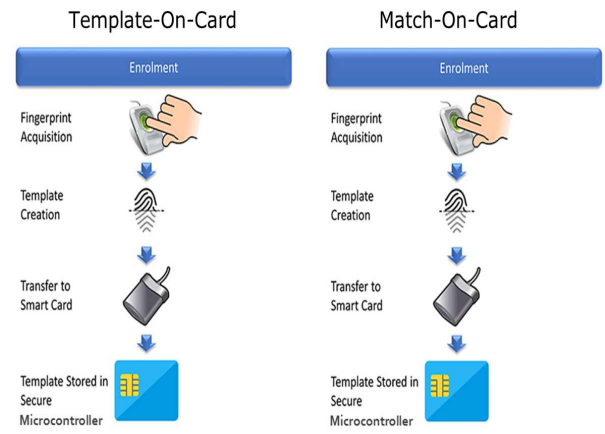 Template-On-Card
Enrolment
Fingerprint
Acquisition
Template
Creation
Transfer to
Smart Card
Template Stored in
Secure
Microcontroller
Match-On-Card
Enrolment
Fingerprint
Acquisition
Template
Creation
Transfer to
Smart Card
Template Stored in
Secure
Microcontroller